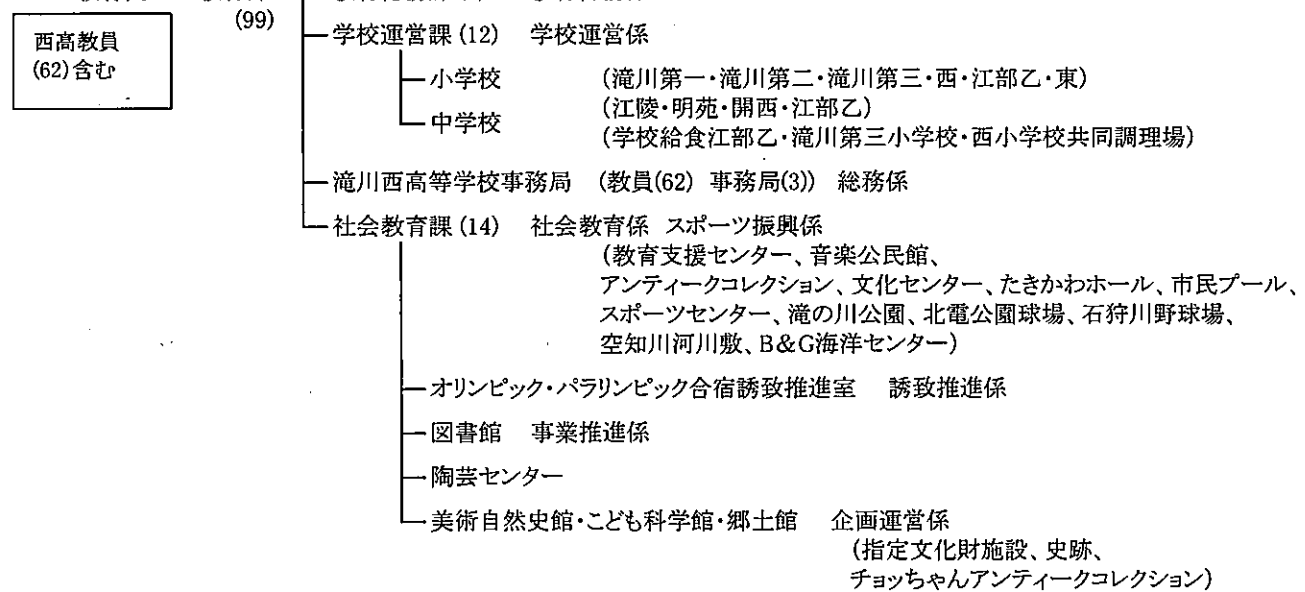 (99)
西高教員
(62)含む
学校運営課(12) 学校運営係
小学校 (滝川第一・滝川第二・滝川第三・西・江部乙・東)
中学校 (江陵・明苑・開西・江部乙)
(学校給食江部乙・滝川第三小学校・西小学校共同調理場)
滝川西高等学校事務局 (教員(62) 事務局(3)) 総務係
社会教育課(14) 社会教育係 スポーツ振興係
(教育支援センター、音楽公民館、
アンティークコレクション、文化センター、たきかわホール、市民プール、
スポーツセンター、滝の川公園、北電公園球場、石狩川野球場、
空知川河川敷、B&G海洋センター)
オリンピック・パラリンピック合宿誘致推進室 誘致推進係
図書館 事業推進係
陶芸センター
美術自然史館・こども科学館・郷土館 企画運営係
(指定文化財施設、史跡、
チョッちゃんアンティークコレクション)